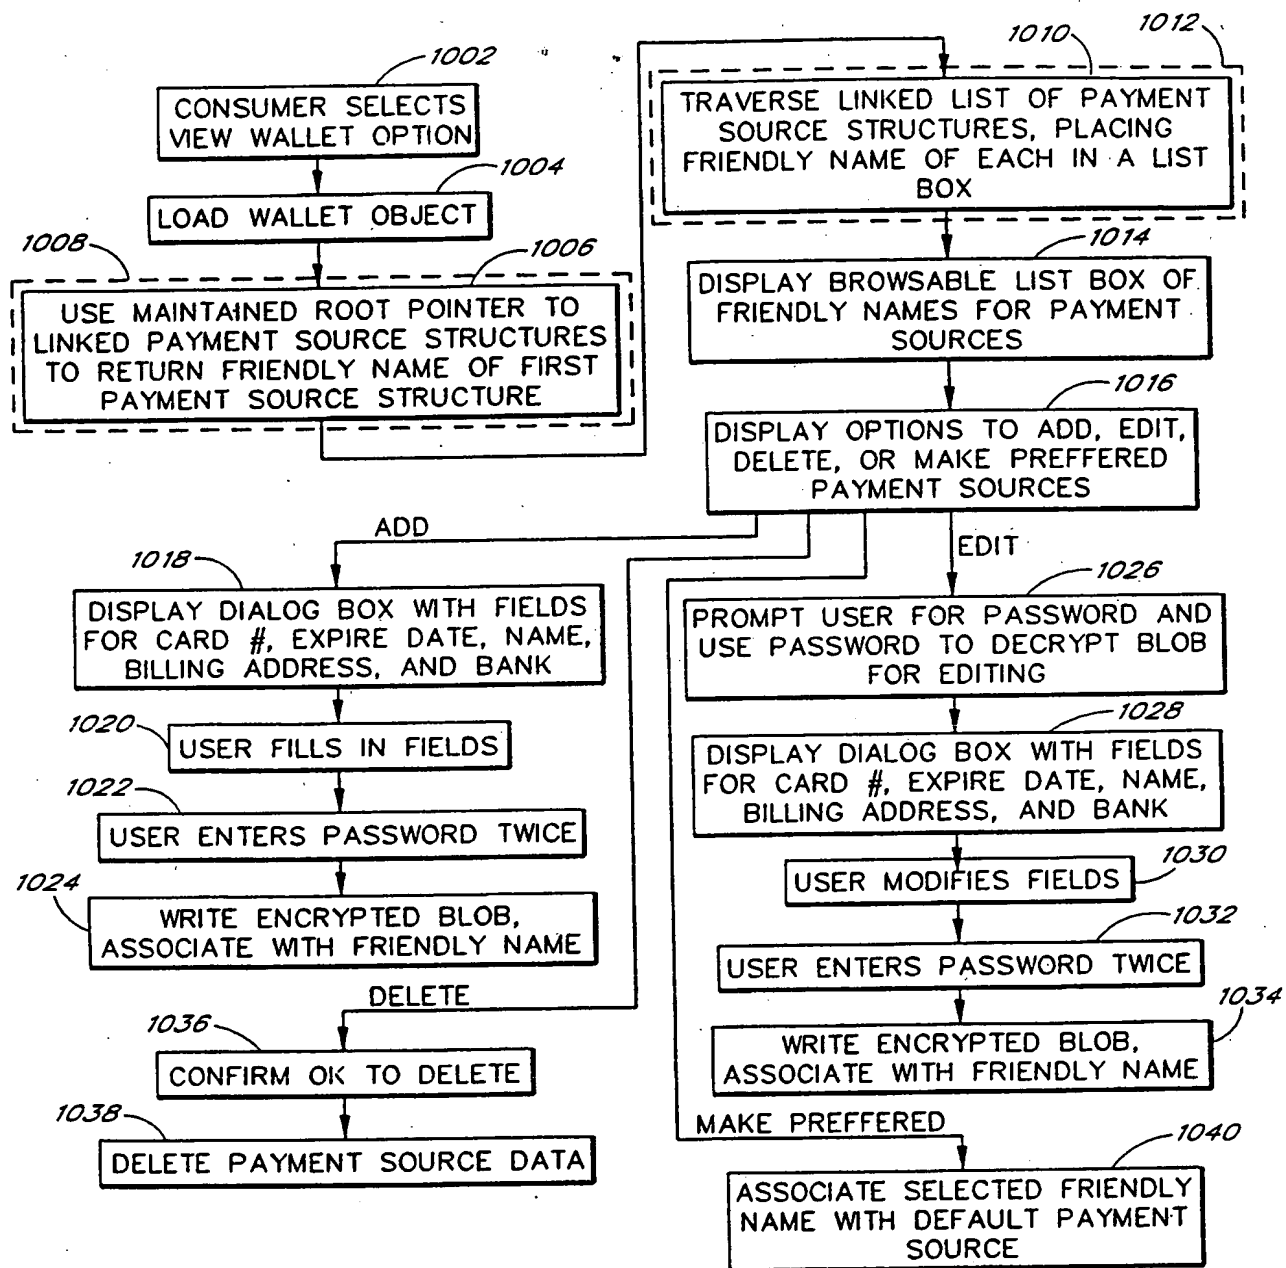 1002
CONSUMER SELECTS
VIEW WALLET OPTION
1004
LOAD WALLET OBJECT
1008
1006
USE MAINTAINED ROOT POINTER TO
LINKED PAYMENT SOURCE STRUCTURES
TO RETURN FRIENDLY NAME OF FIRST
PAYMENT SOURCE STRUCTURE
1010
1012
TRAVERSE LINKED LIST OF PAYMENT
SOURCE STRUCTURES, PLACING
FRIENDLY NAME OF EACH IN A LIST
BOX
1014
DISPLAY BROWSABLE LIST BOX OF
FRIENDLY NAMES FOR PAYMENT
SOURCES
1016
DISPLAY OPTIONS TO ADD, EDIT,
DELETE, OR MAKE PREFFERED
PAYMENT SOURCES
ADD
1018
DISPLAY DIALOG BOX WITH FIELDS
FOR CARD #, EXPIRE DATE, NAME,
BILLING ADDRESS, AND BANK
1020
USER FILLS IN FIELDS
1022
USER ENTERS PASSWORD TWICE
1024
WRITE ENCRYPTED BLOB,
ASSOCIATE WITH FRIENDLY NAME
EDIT
1026
PROMPT USER FOR PASSWORD AND
USE PASSWORD TO DECRYPT BLOB
FOR EDITING
1028
DISPLAY DIALOG BOX WITH FIELDS
FOR CARD #, EXPIRE DATE, NAME,
BILLING ADDRESS, AND BANK
1030
USER MODIFIES FIELDS
1032
USER ENTERS PASSWORD TWICE
1034
WRITE ENCRYPTED BLOB,
ASSOCIATE WITH FRIENDLY NAME
DELETE
1036
CONFIRM OK TO DELETE
1038
DELETE PAYMENT SOURCE DATA
MAKE PREFFERED
1040
ASSOCIATE SELECTED FRIENDLY
NAME WITH DEFAULT PAYMENT
SOURCE